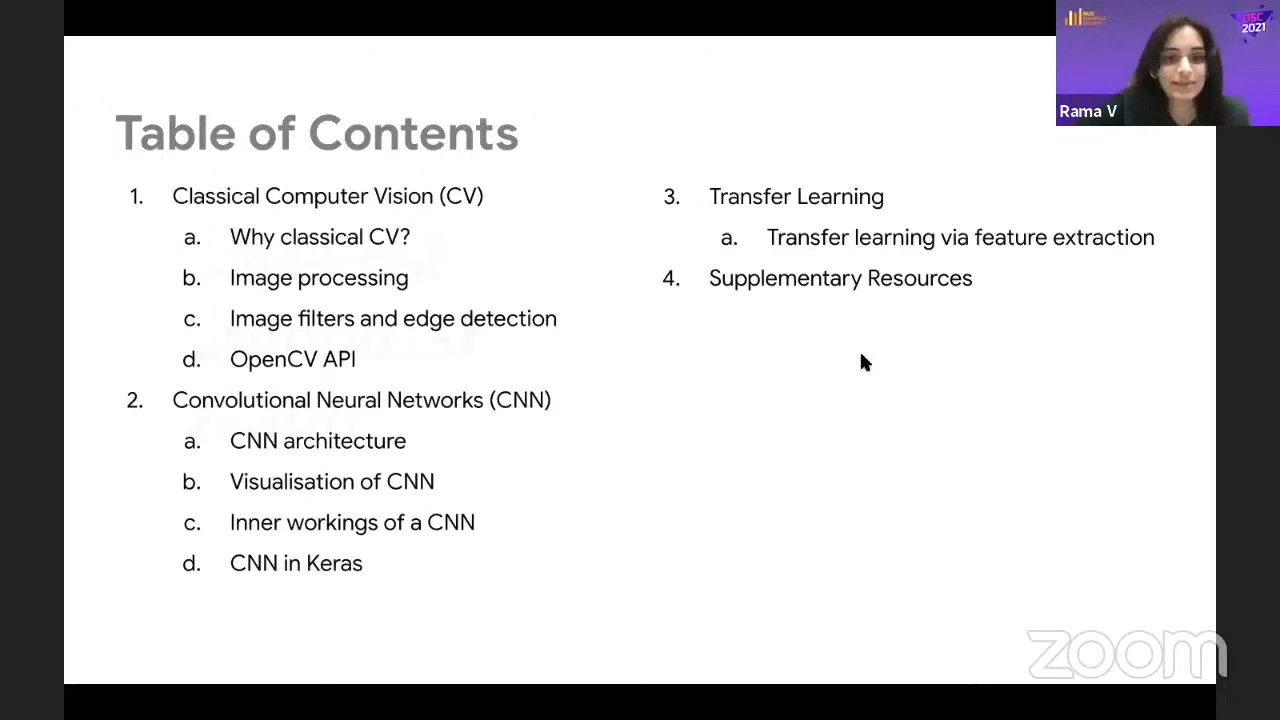 Table of Contents
1. Classical Computer Vision (CV)
a. Why classical CV?
b. Image processing
c. Image filters and edge detection
d. OpenCV API
2. Convolutional Neural Networks (CNN)
a. CNN architecture
b. Visualisation of CNN
c. Inner workings of a CNN
d. CNN in Keras
3. Transfer Learning
a. Transfer learning via feature extraction
4. Supplementary Resources
NUS
DSC
2021
Rama V
zoom